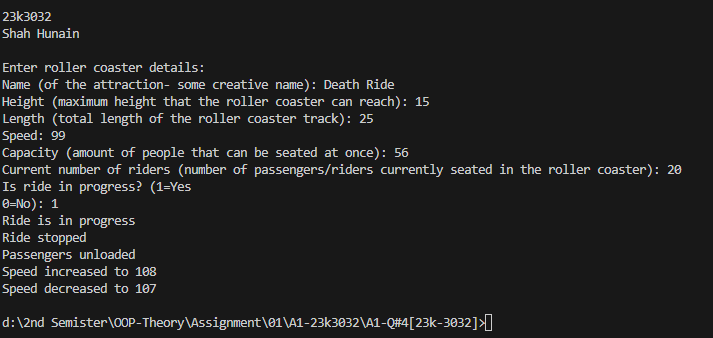 23k3032
Shah Hunain
Enter roller coaster details:
Name (of the attraction- some creative name): Death Ride
Height (maximum height that the roller coaster can reach): 15
Length (total length of the roller coaster track): 25
Speed: 99
Capacity (amount of people that can be seated at once): 56
Current number of riders (number of passengers/riders currently seated in the roller coaster): 20
Is ride in progress? (1=Yes
0=No): 1
Ride is in progress
Ride stopped
Passengers unloaded
Speed increased to 108
Speed decreased to 107
d:\2nd Semister\OOP-Theory\Assignment\01\A1-23k3032\A1-Q#4[23k-3032]>